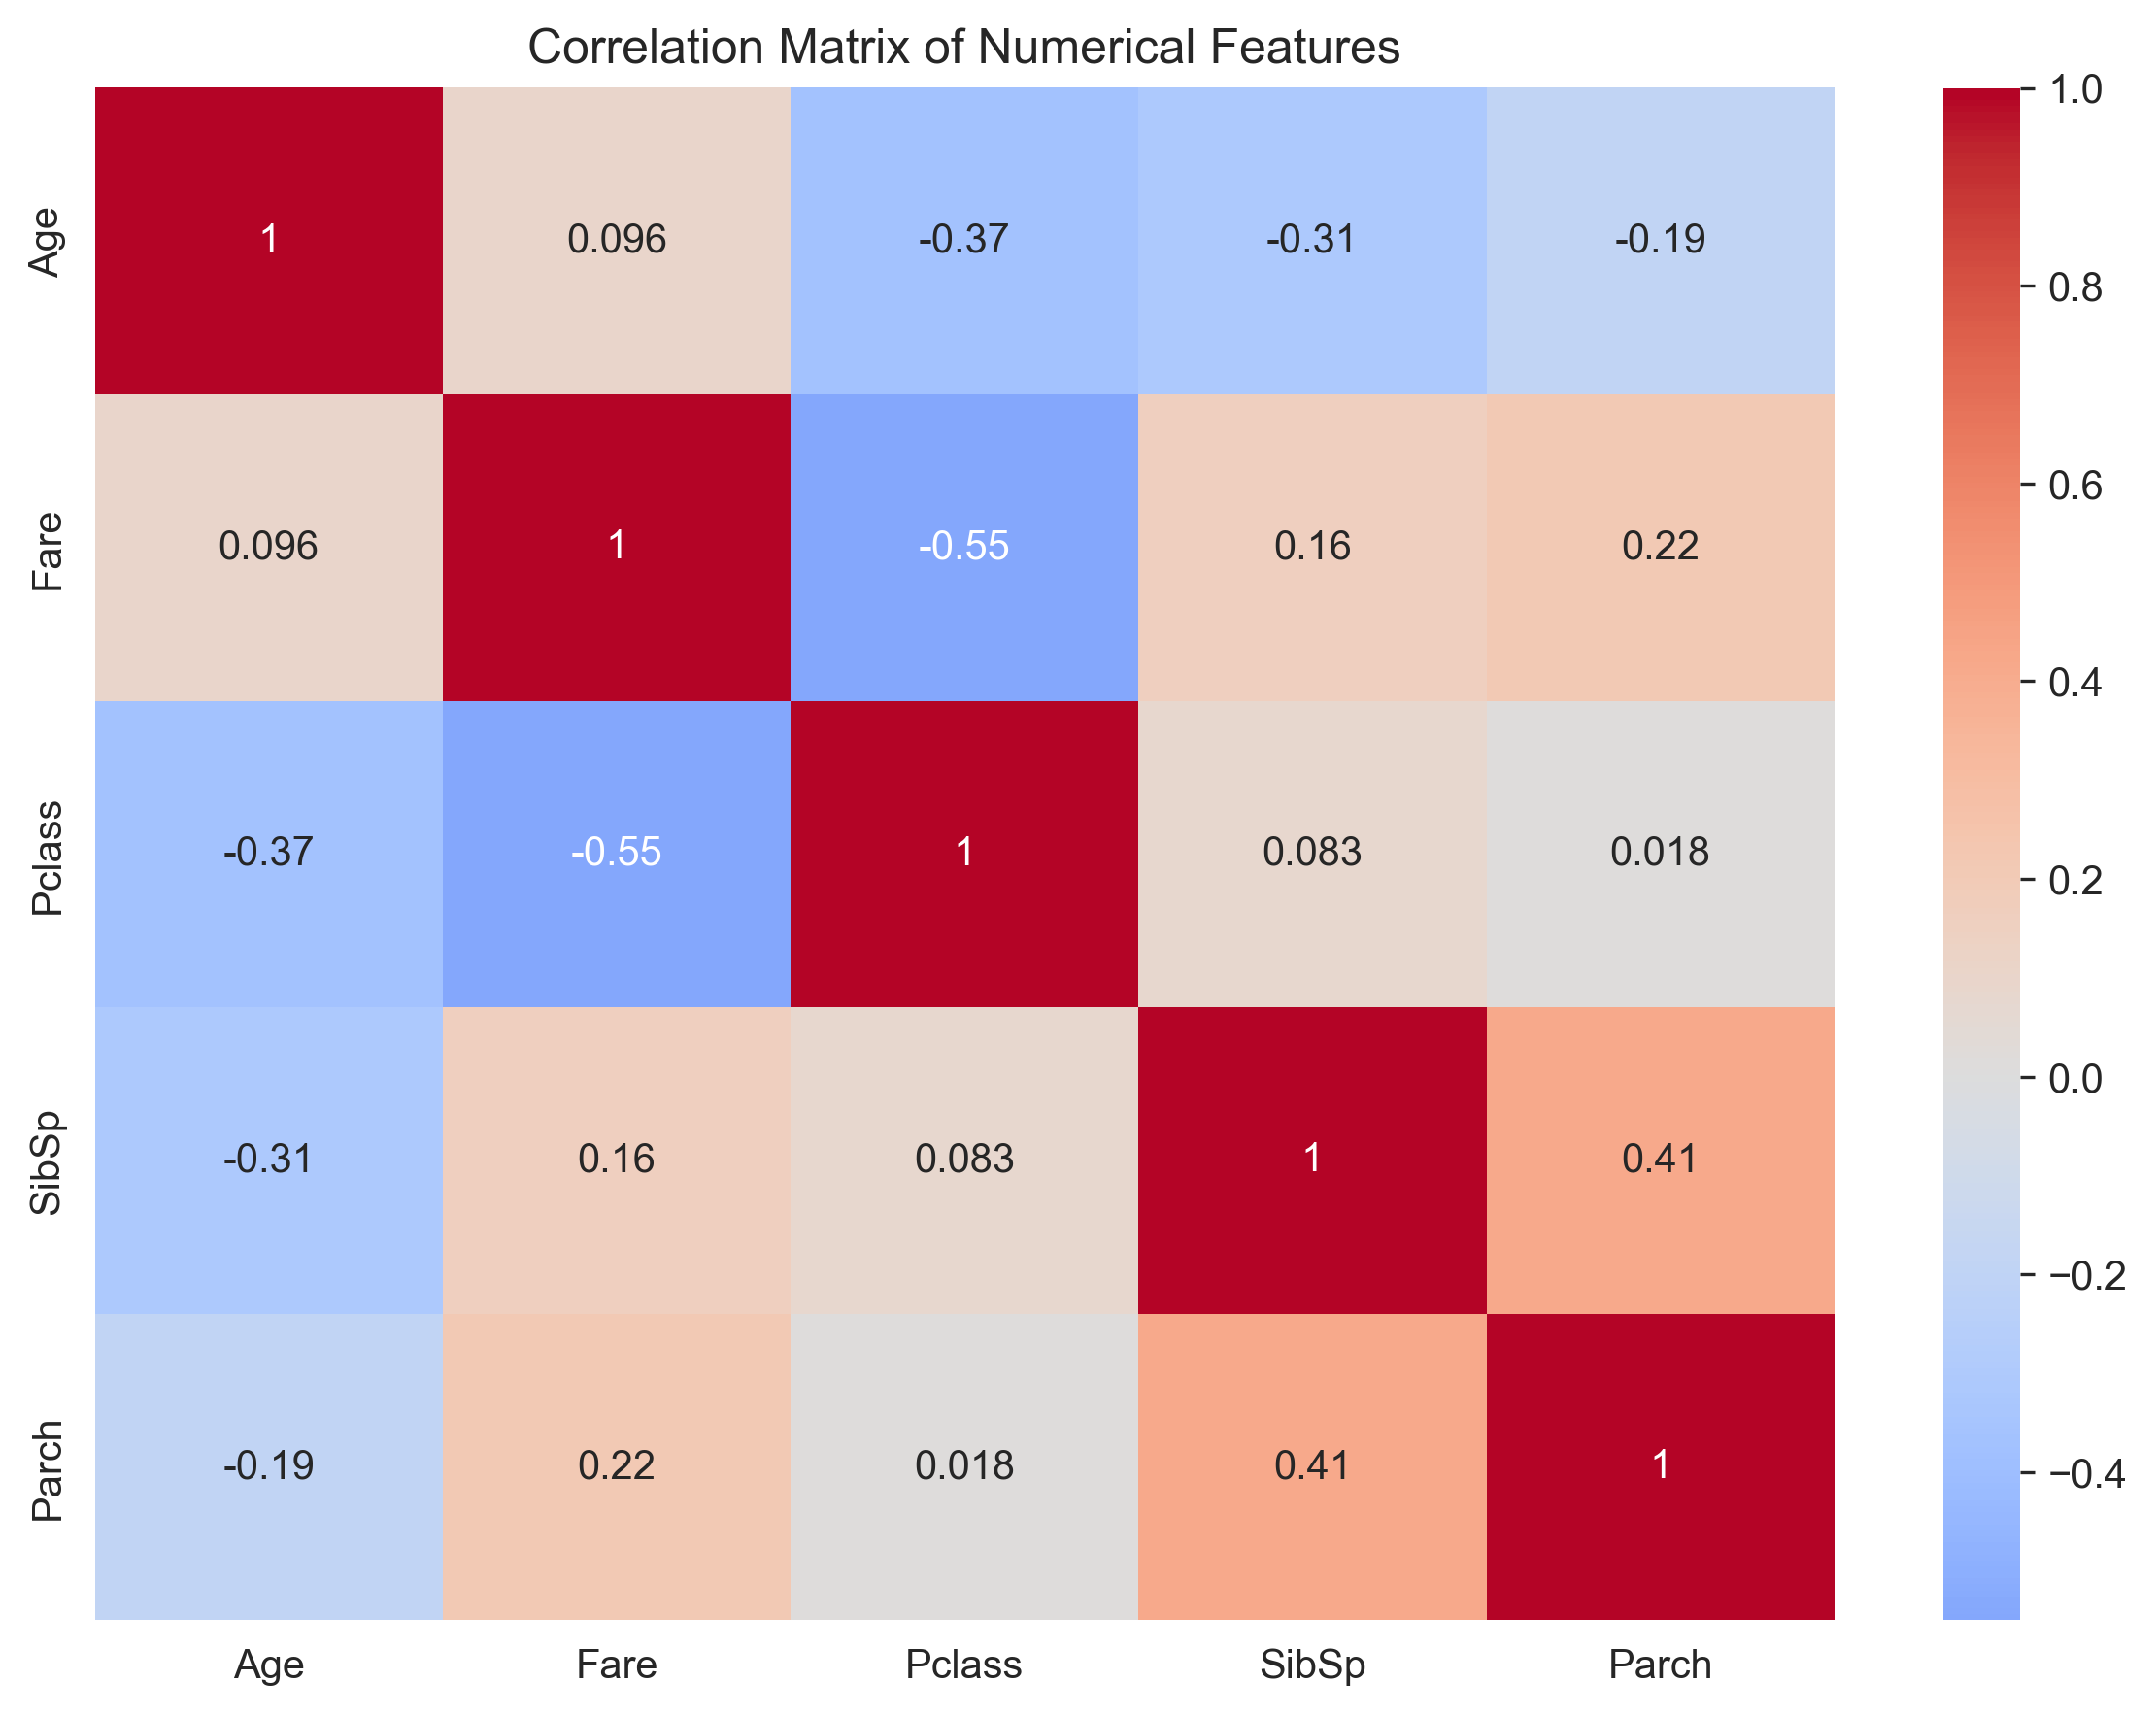 Correlation Matrix of Numerical Features
Age 1 0.096 -0.37 -0.31 -0.19
Fare 0.096 1 -0.55 0.16 0.22
Pclass -0.37 -0.55 1 0.083 0.018
SibSp -0.31 0.16 0.083 1 0.41
Parch -0.19 0.22 0.018 0.41 1
Age Fare Pclass SibSp Parch
1.0
0.8
0.6
0.4
0.2
0.0
−0.2
−0.4